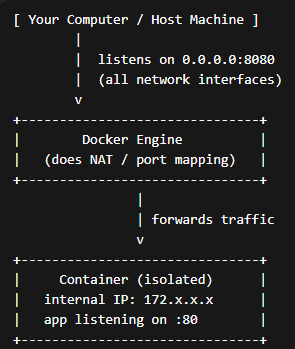 [ Your Computer / Host Machine ]
|
| listens on 0.0.0.0:8080
| (all network interfaces)
v
+-------------------------------+
| Docker Engine |
| (does NAT / port mapping) |
+-------------------------------+
|
| forwards traffic
v
+-------------------------------+
| Container (isolated) |
| internal IP: 172.x.x.x |
| app listening on :80 |
+-------------------------------+